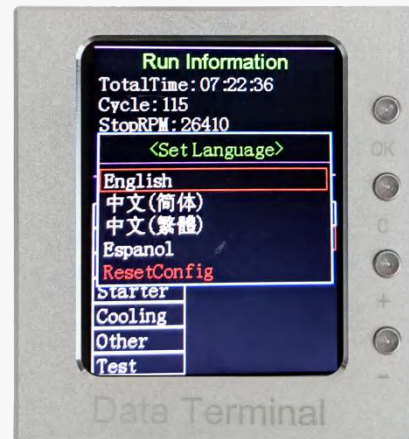 Run Information
TotalTime:07:22:36
Cycle:115
StopRPM:26410
<Set Language>
English
中文(简体)
中文(繁體)
Espanol
ResetConfig
Starter
Cooling
Other
Test
OK
C
+
-
Data Terminal